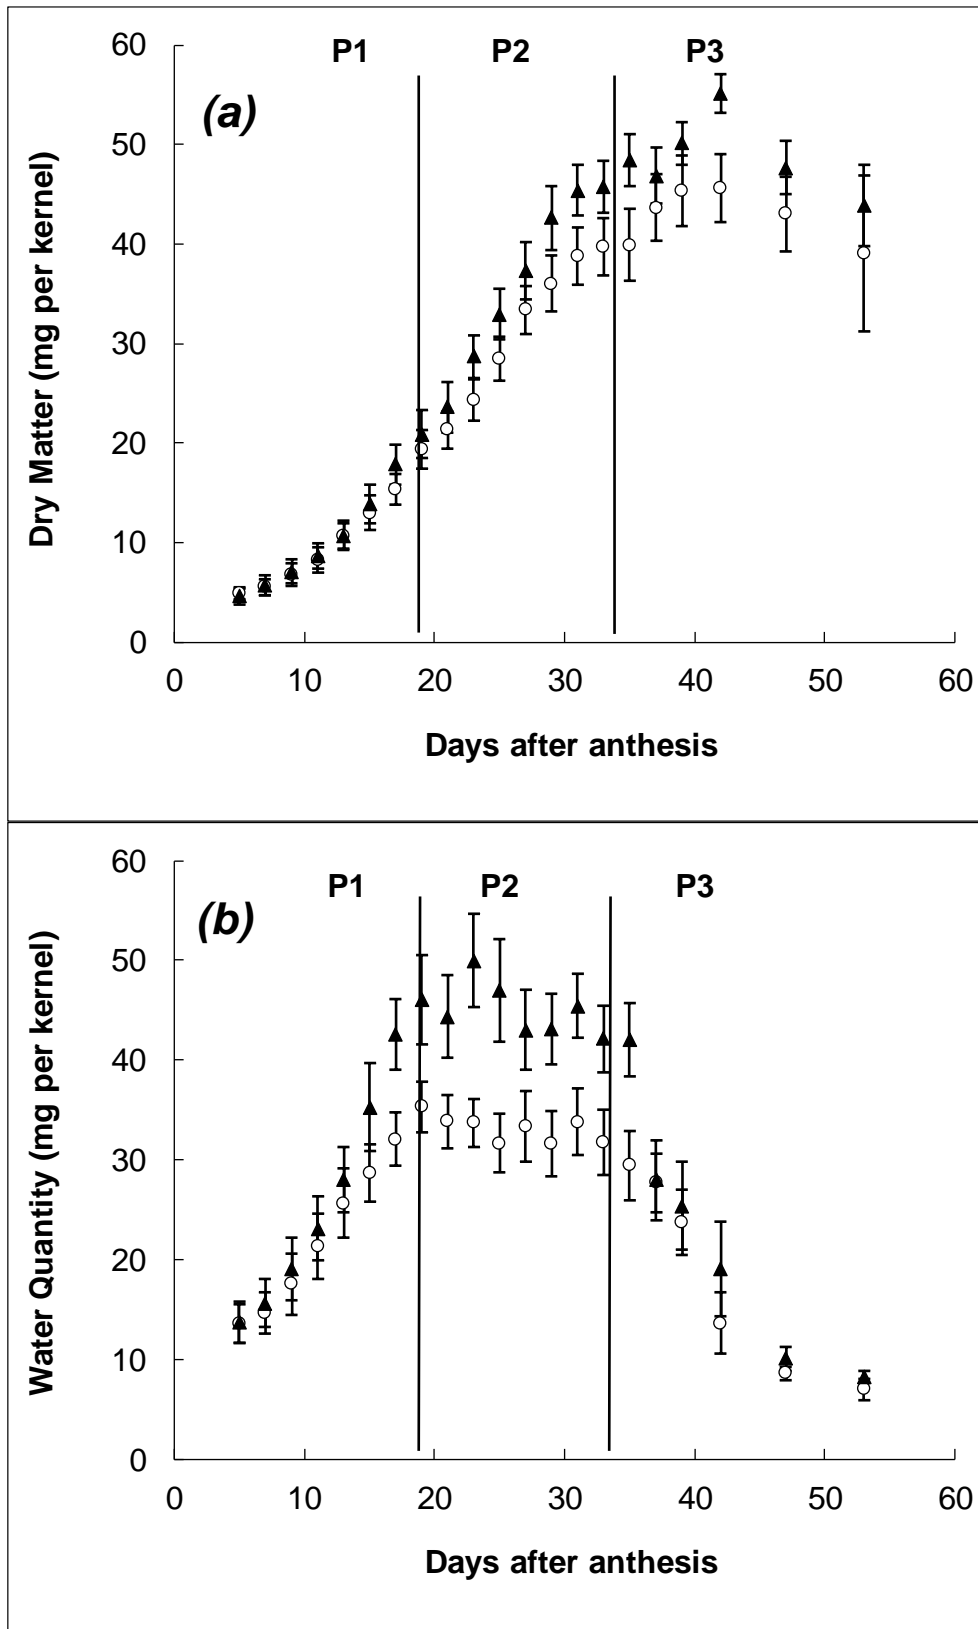 P1 P2 P3
(a)
60
50
40
30
20
10
0
Dry Matter (mg per kernel)
0 10 20 30 40 50 60
Days after anthesis
P1 P2 P3
(b)
60
50
40
30
20
10
0
Water Quantity (mg per kernel)
0 10 20 30 40 50 60
Days after anthesis